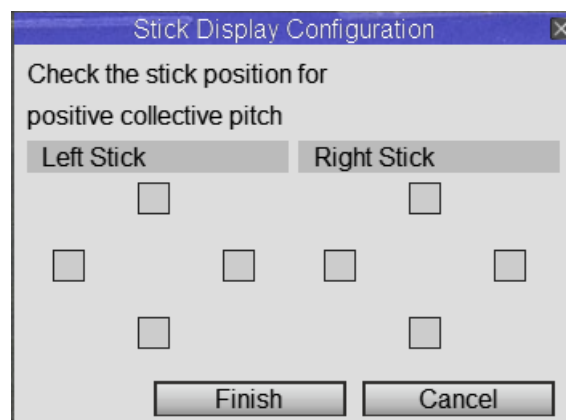 Stick Display Configuration
Check the stick position for
positive collective pitch
Left Stick
Right Stick
Finish
Cancel